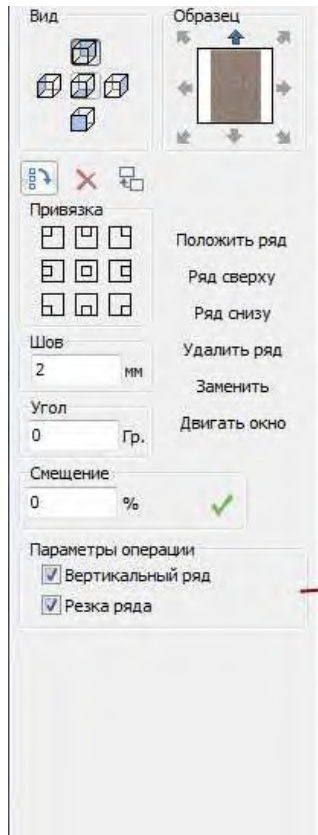 Вид
Образец
Привязка
Положить ряд
Ряд сверху
Ряд снизу
Шов
2 мм
Удалить ряд
Заменить
Угол
0 Гр.
Двигать окно
Смещение
0 %
Параметры операции
Вертикальный ряд
Резка ряда